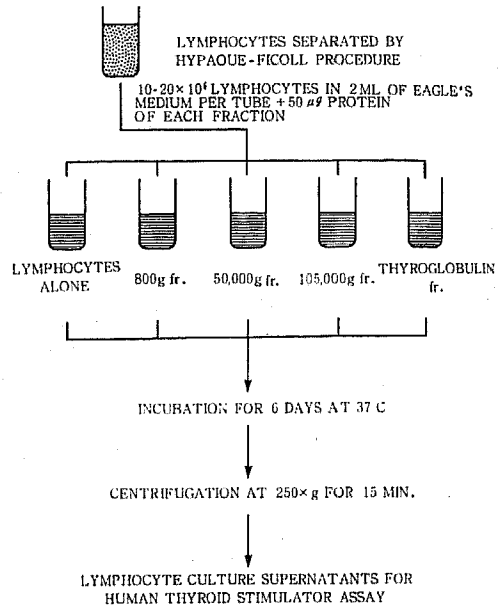 LYMPHOCYTES SEPARATED BY
HYPAQUE-FICOLL PROCEDURE
10-20×10⁶ LYMPHOCYTES IN 2ML OF EAGLE'S
MEDIUM PER TUBE + 50 μg PROTEIN
OF EACH FRACTION
LYMPHOCYTES
ALONE
800g fr.
50,000g fr.
105,000g fr.
THYROGLOBULIN
fr.
INCUBATION FOR 6 DAYS AT 37 C
CENTRIFUGATION AT 250×g FOR 15 MIN.
LYMPHOCYTE CULTURE SUPERNATANTS FOR
HUMAN THYROID STIMULATOR ASSAY